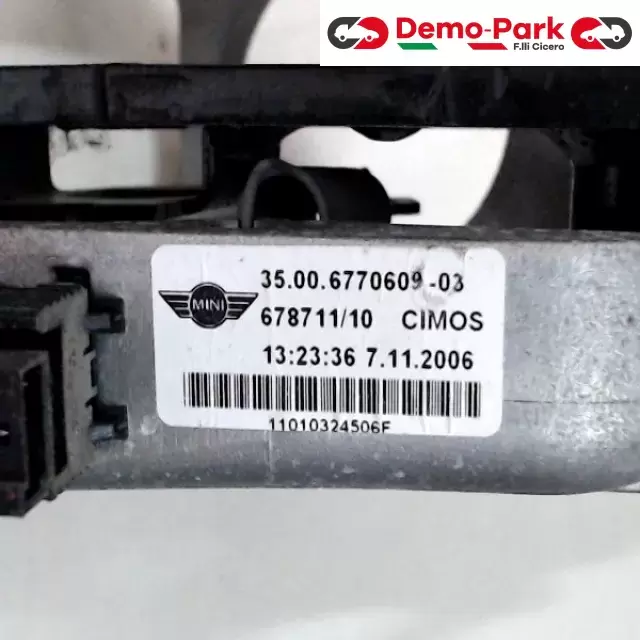 Demo-Park
F.lli Cicero
MINI
35.00.6770609-03
678711/10 CIMOS
13:23:36 7.11.2006
11010324506F